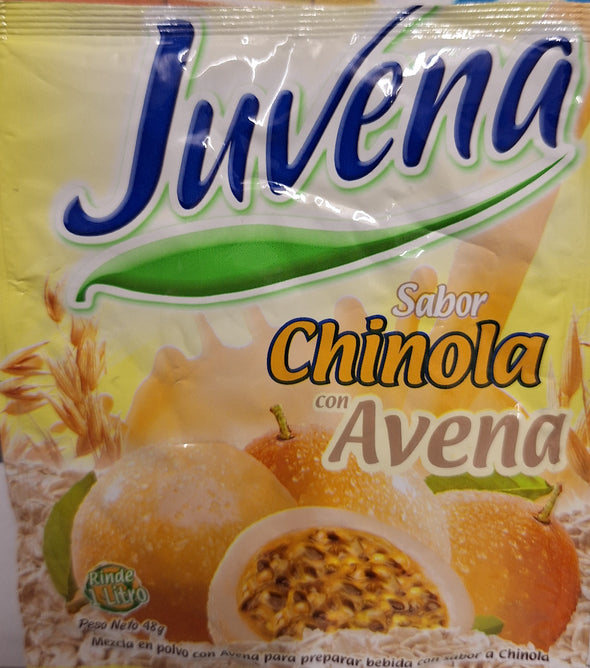 Juvena
Sabor
Chinola
con
Avena
Rinde
1 Litro
Peso Neto 48g
Mezcla en polvo con Avena para preparar bebida con sabor a Chinola